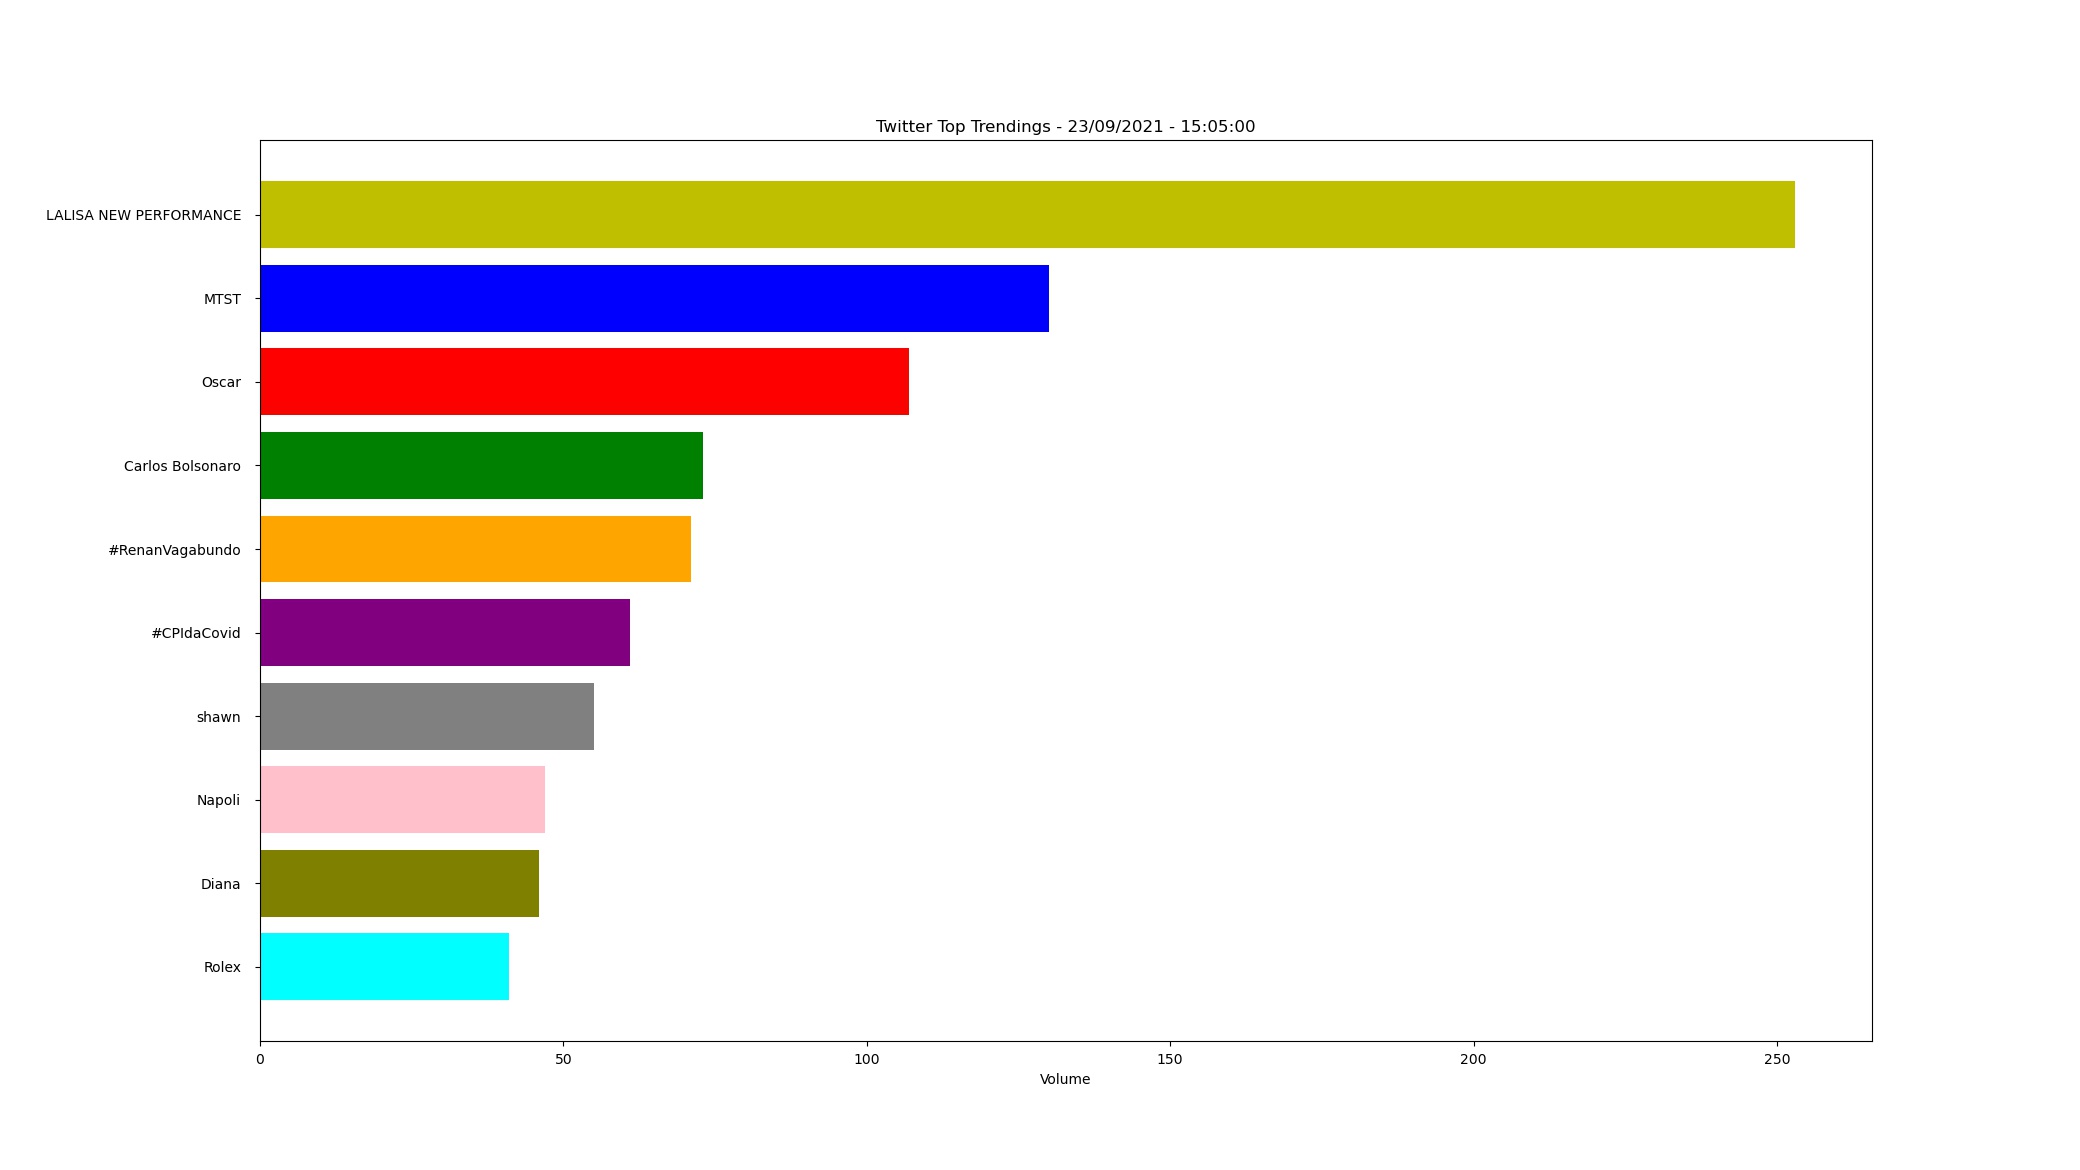 Twitter Top Trendings - 23/09/2021 - 15:05:00
LALISA NEW PERFORMANCE
MTST
Oscar
Carlos Bolsonaro
#RenanVagabundo
#CPIdaCovid
shawn
Napoli
Diana
Rolex
0 50 100 150 200 250
Volume